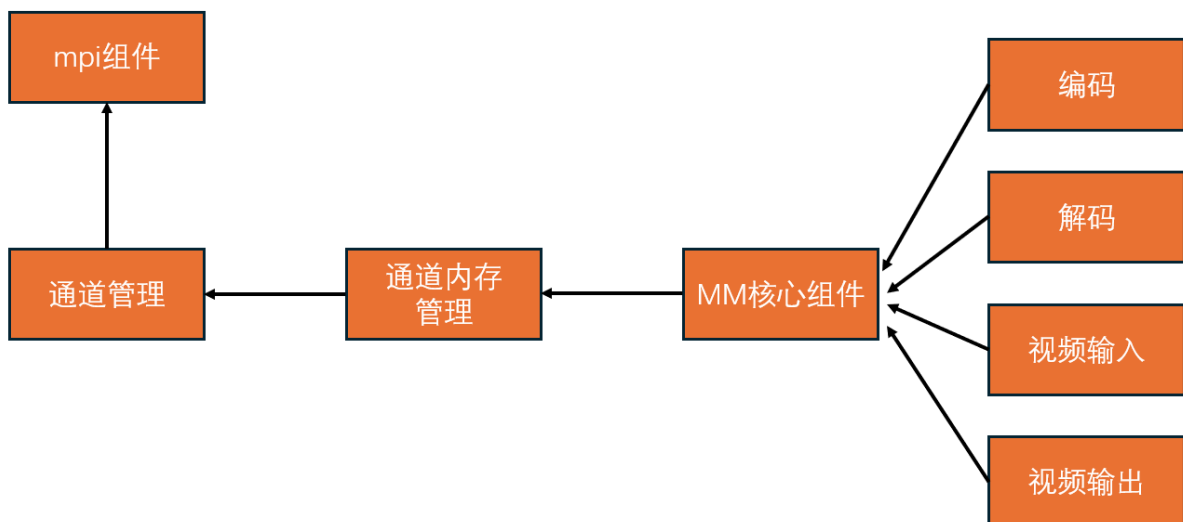 mpi组件
编码
解码
通道管理
通道内存
管理
MM核心组件
视频输入
视频输出